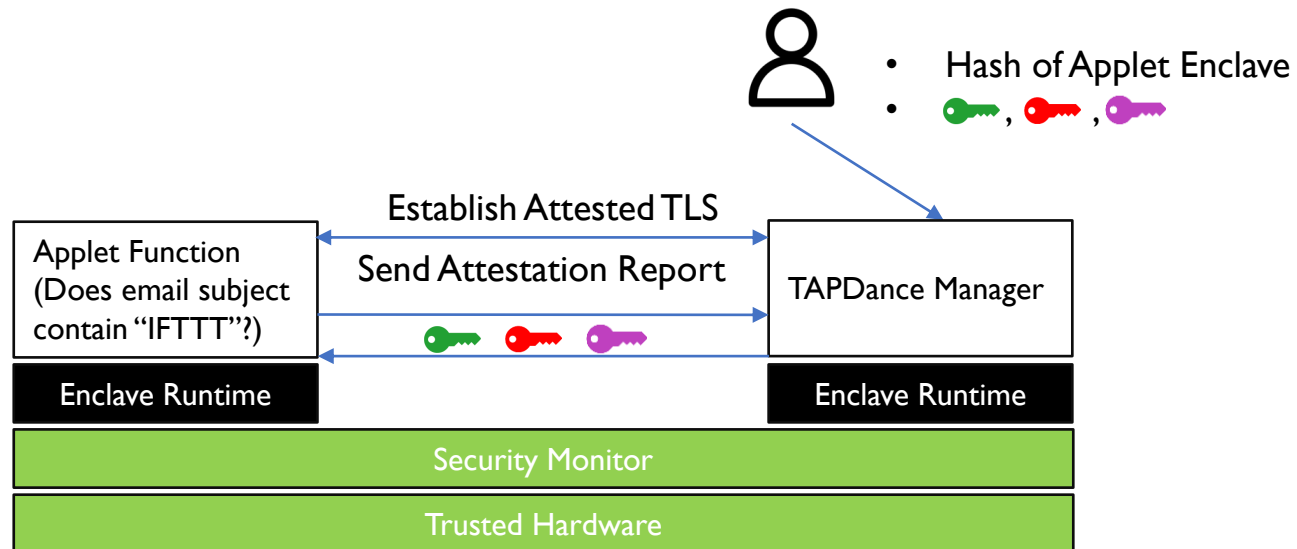 Hash of Applet Enclave
, ,
Establish Attested TLS
Applet Function
(Does email subject
contain “IFTTT”?)
Send Attestation Report
TAPDance Manager
Enclave Runtime
Enclave Runtime
Security Monitor
Trusted Hardware